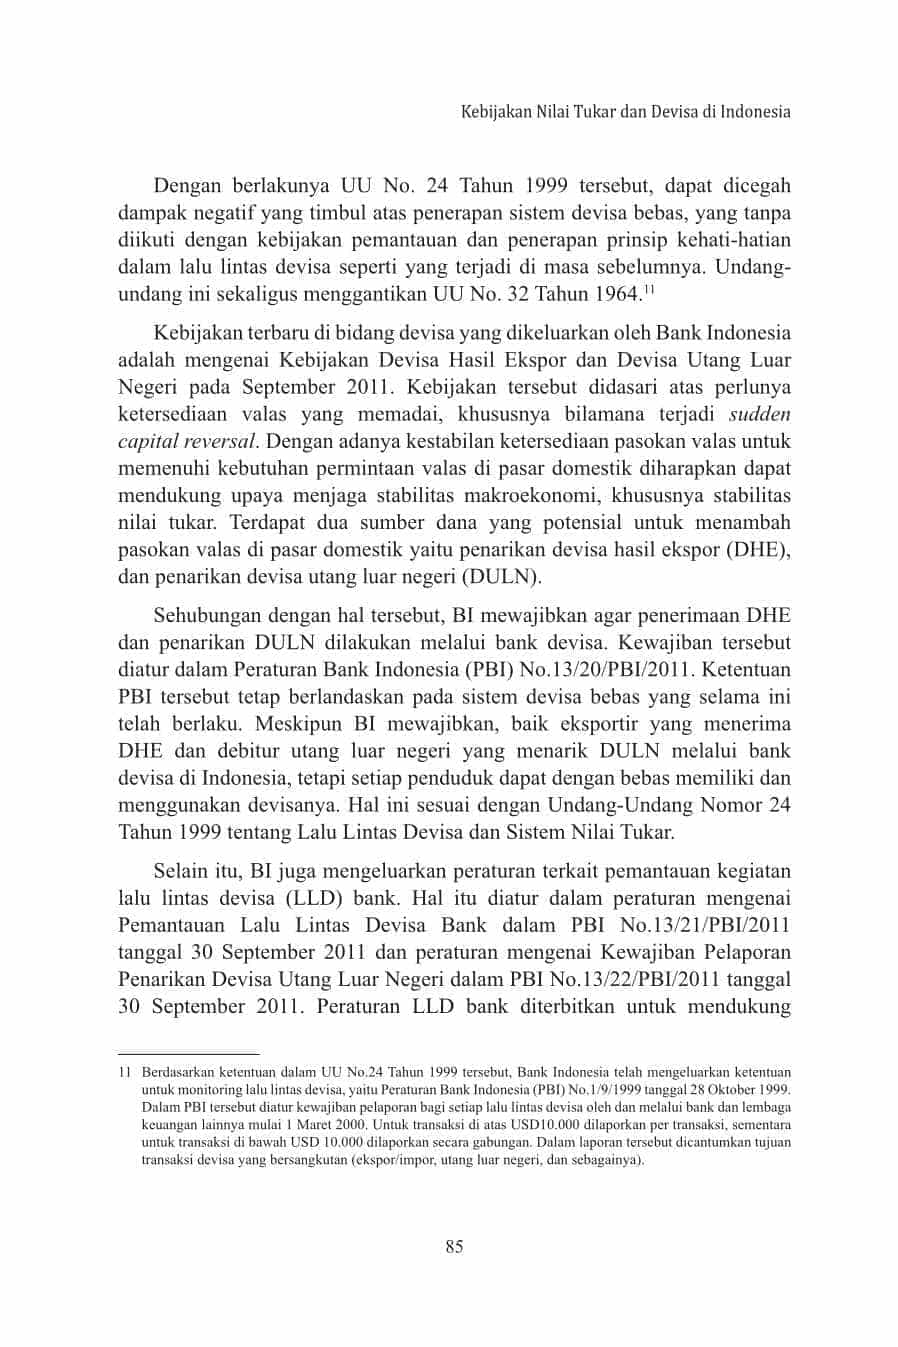 Kebijakan Nilai Tukar dan Devisa di Indonesia
Dengan berlakunya UU No. 24 Tahun 1999 tersebut, dapat dicegah
dampak negatif yang timbul atas penerapan sistem devisa bebas, yang tanpa
diikuti dengan kebijakan pemantauan dan penerapan prinsip kehati-hatian
dalam lalu lintas devisa seperti yang terjadi di masa sebelumnya. Undang-
undang ini sekaligus menggantikan UU No. 32 Tahun 1964.11
Kebijakan terbaru di bidang devisa yang dikeluarkan oleh Bank Indonesia
adalah mengenai Kebijakan Devisa Hasil Ekspor dan Devisa Utang Luar
Negeri pada September 2011. Kebijakan tersebut didasari atas perlunya
ketersediaan valas yang memadai, khususnya bilamana terjadi sudden
capital reversal. Dengan adanya kestabilan ketersediaan pasokan valas untuk
memenuhi kebutuhan permintaan valas di pasar domestik diharapkan dapat
mendukung upaya menjaga stabilitas makroekonomi, khususnya stabilitas
nilai tukar. Terdapat dua sumber dana yang potensial untuk menambah
pasokan valas di pasar domestik yaitu penarikan devisa hasil ekspor (DHE),
dan penarikan devisa utang luar negeri (DULN).
Sehubungan dengan hal tersebut, BI mewajibkan agar penerimaan DHE
dan penarikan DULN dilakukan melalui bank devisa. Kewajiban tersebut
diatur dalam Peraturan Bank Indonesia (PBI) No.13/20/PBI/2011. Ketentuan
PBI tersebut tetap berlandaskan pada sistem devisa bebas yang selama ini
telah berlaku. Meskipun BI mewajibkan, baik eksportir yang menerima
DHE dan debitur utang luar negeri yang menarik DULN melalui bank
devisa di Indonesia, tetapi setiap penduduk dapat dengan bebas memiliki dan
menggunakan devisanya. Hal ini sesuai dengan Undang-Undang Nomor 24
Tahun 1999 tentang Lalu Lintas Devisa dan Sistem Nilai Tukar.
Selain itu, BI juga mengeluarkan peraturan terkait pemantauan kegiatan
lalu lintas devisa (LLD) bank. Hal itu diatur dalam peraturan mengenai
Pemantauan Lalu Lintas Devisa Bank dalam PBI No.13/21/PBI/2011
tanggal 30 September 2011 dan peraturan mengenai Kewajiban Pelaporan
Penarikan Devisa Utang Luar Negeri dalam PBI No.13/22/PBI/2011 tanggal
30 September 2011. Peraturan LLD bank diterbitkan untuk mendukung
11 Berdasarkan ketentuan dalam UU No.24 Tahun 1999 tersebut, Bank Indonesia telah mengeluarkan ketentuan
untuk monitoring lalu lintas devisa, yaitu Peraturan Bank Indonesia (PBI) No.1/9/1999 tanggal 28 Oktober 1999.
Dalam PBI tersebut diatur kewajiban pelaporan bagi setiap lalu lintas devisa oleh dan melalui bank dan lembaga
keuangan lainnya mulai 1 Maret 2000. Untuk transaksi di atas USD10.000 dilaporkan per transaksi, sementara
untuk transaksi di bawah USD 10.000 dilaporkan secara gabungan. Dalam laporan tersebut dicantumkan tujuan
transaksi devisa yang bersangkutan (ekspor/impor, utang luar negeri, dan sebagainya).
85